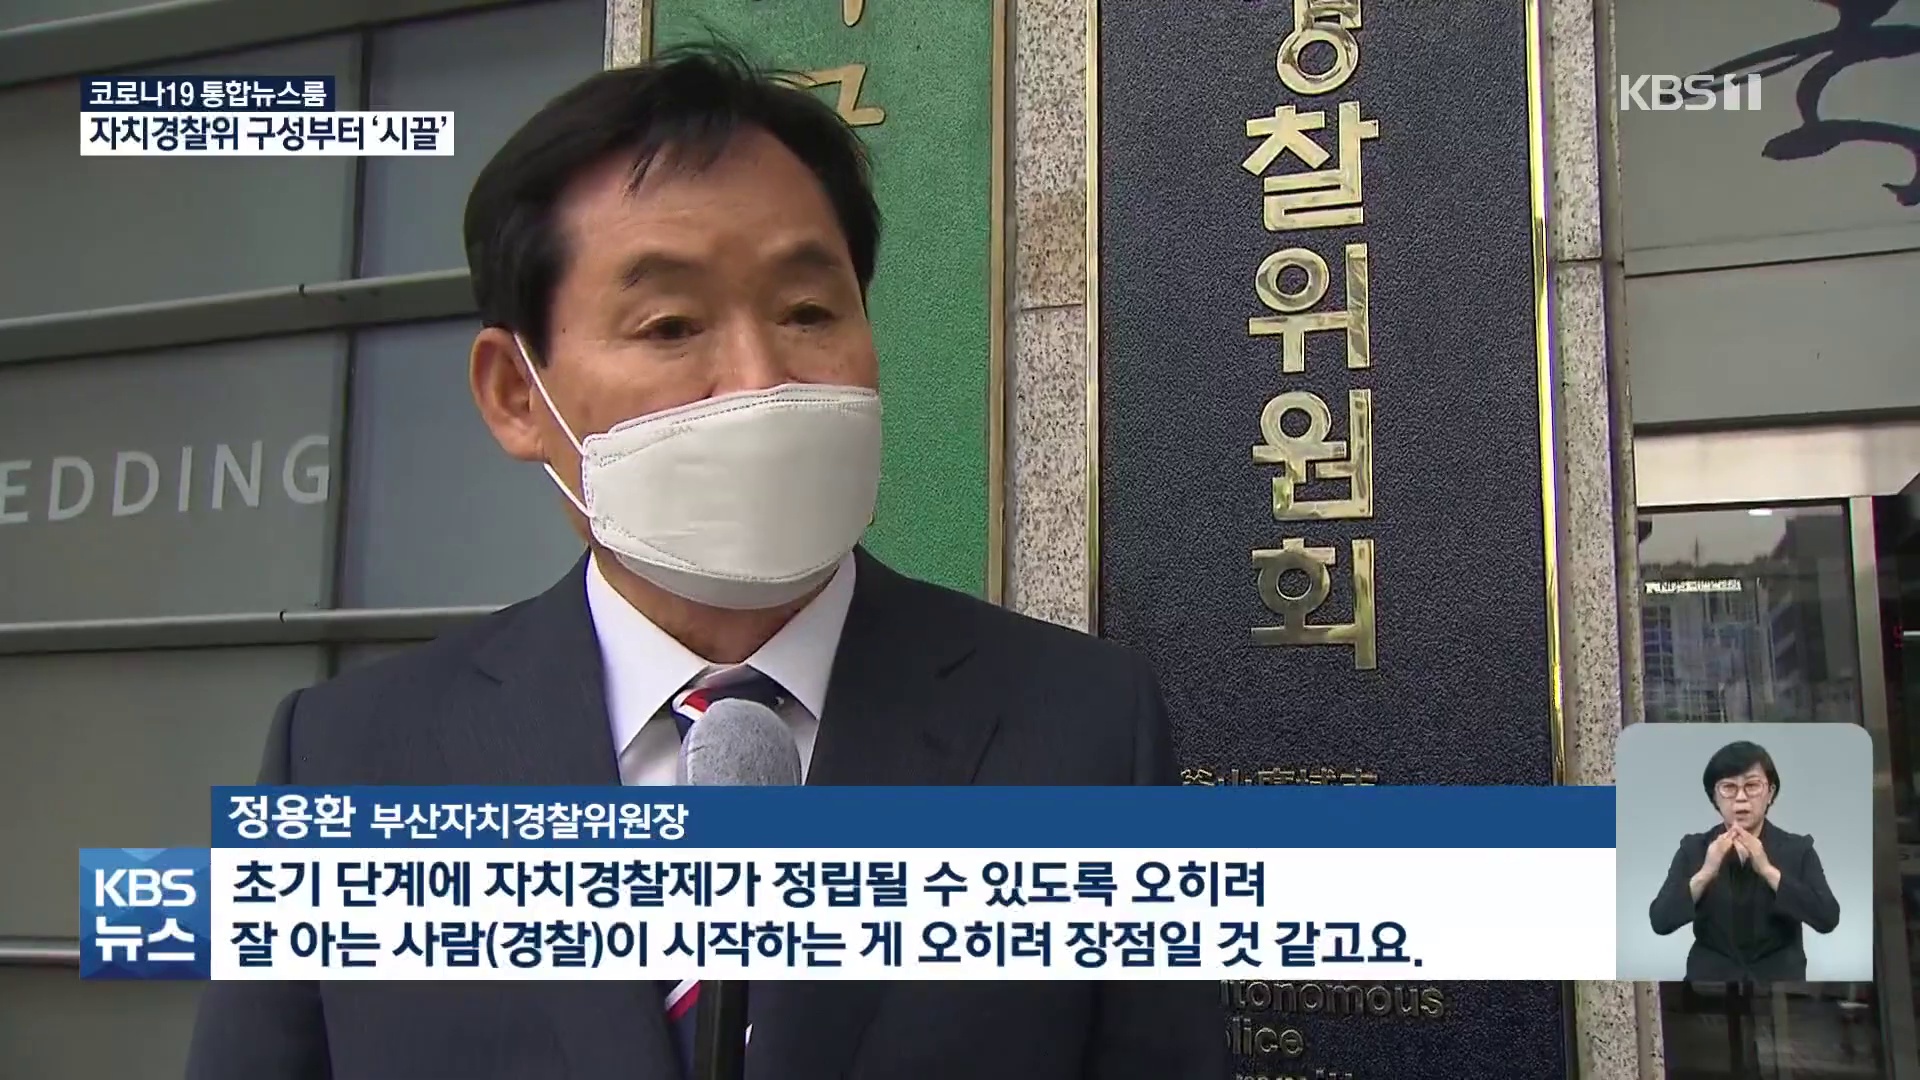 코로나19 통합뉴스룸
자치경찰위 구성부터 ‘시끌’
KBS 1
EDDING
경찰위원회
정용환 부산자치경찰위원장
KBS
뉴스
초기 단계에 자치경찰제가 정립될 수 있도록 오히려
잘 아는 사람(경찰)이 시작하는 게 오히려 장점일 것 같고요.
utonomous
olice